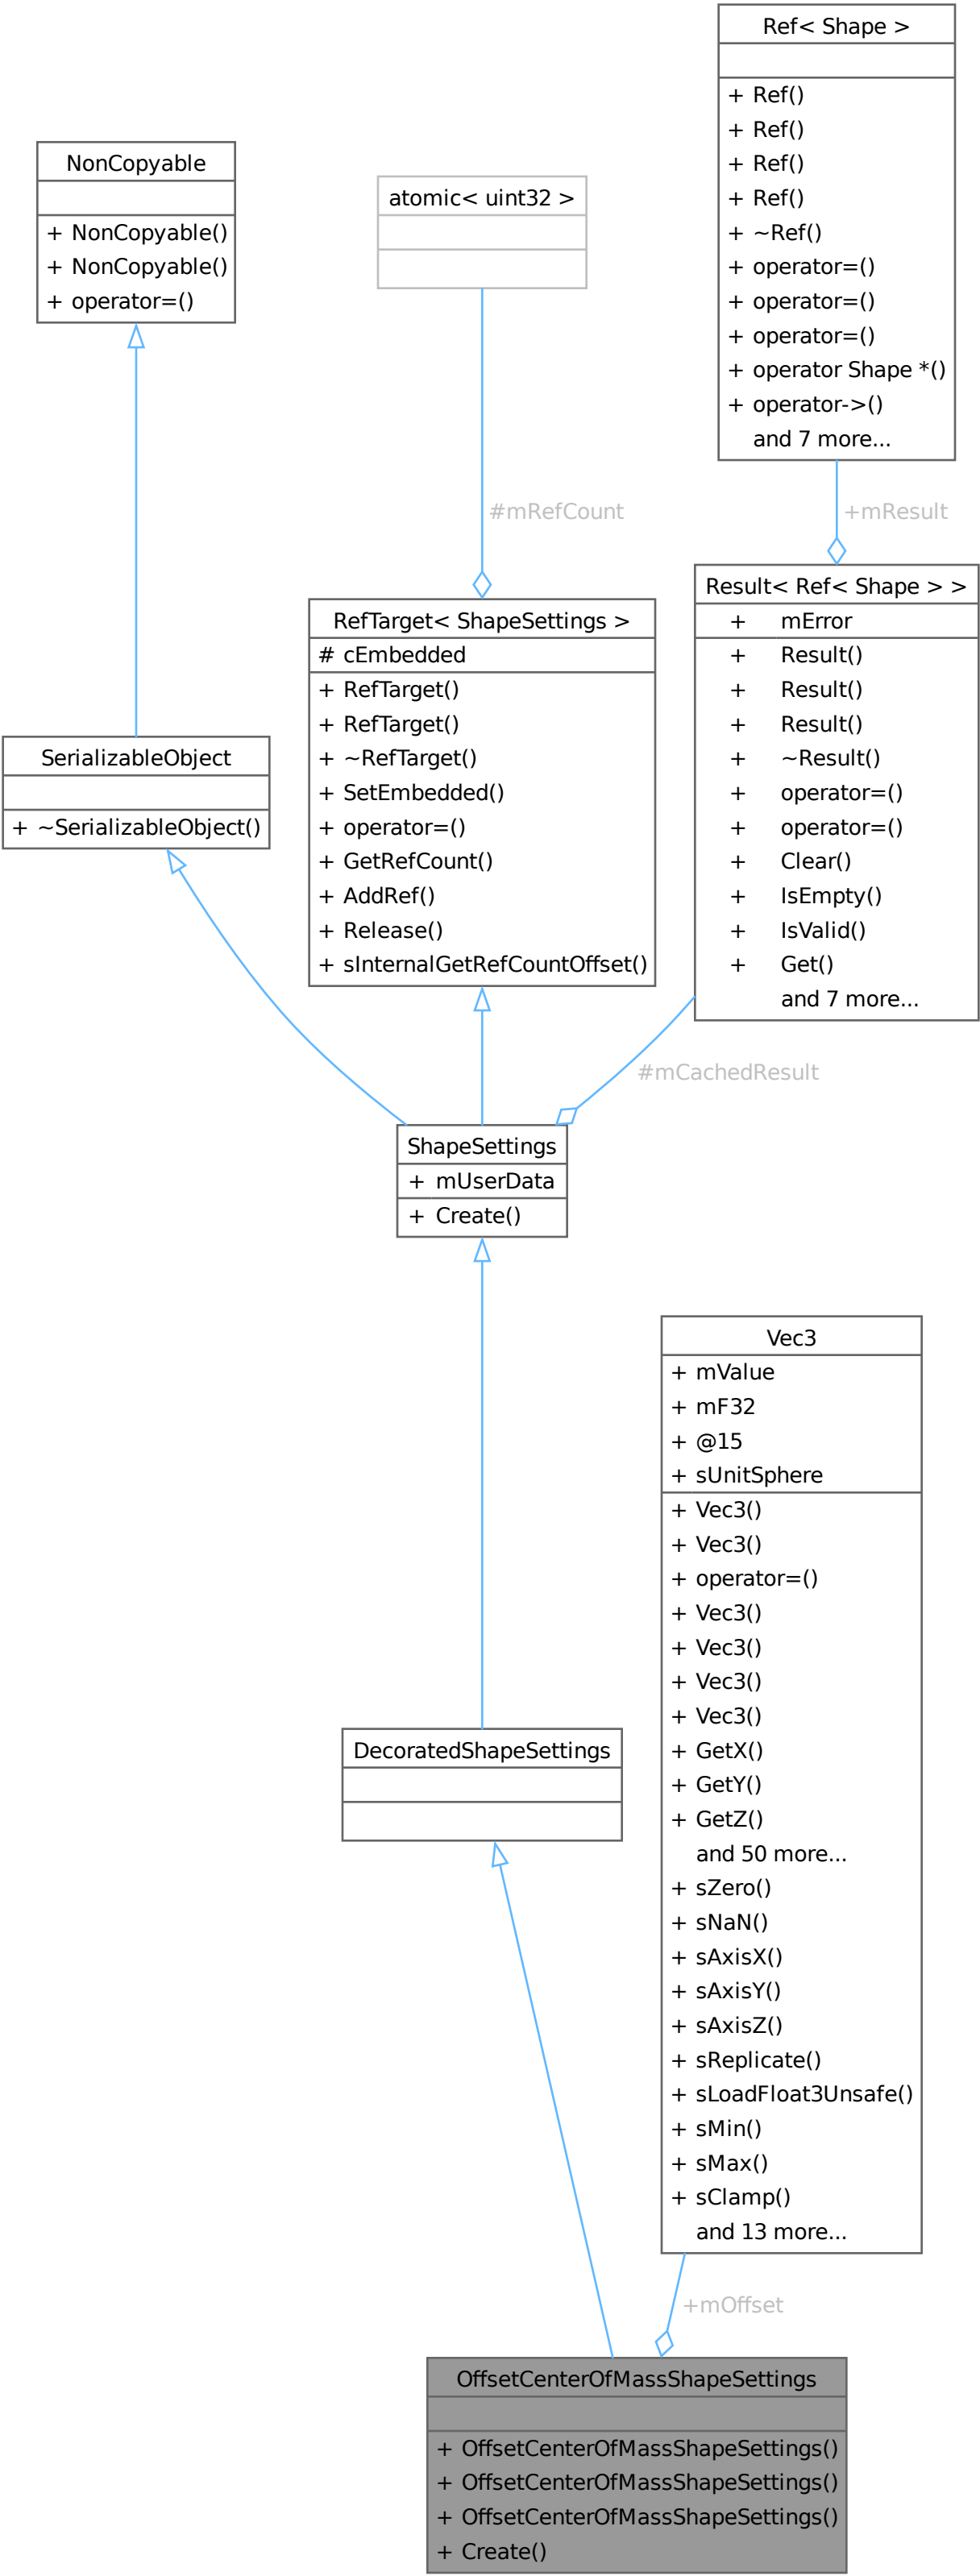 Ref< Shape >
+ Ref()
+ Ref()
+ Ref()
+ Ref()
+ ~Ref()
+ operator=()
+ operator=()
+ operator=()
+ operator Shape *()
+ operator->()
and 7 more...
NonCopyable
+ NonCopyable()
+ NonCopyable()
+ operator=()
atomic< uint32 >
#mRefCount
+mResult
RefTarget< ShapeSettings >
# cEmbedded
+ RefTarget()
+ RefTarget()
+ ~RefTarget()
+ SetEmbedded()
+ operator=()
+ GetRefCount()
+ AddRef()
+ Release()
+ sInternalGetRefCountOffset()
Result< Ref< Shape > >
+ mError
+ Result()
+ Result()
+ Result()
+ ~Result()
+ operator=()
+ operator=()
+ Clear()
+ IsEmpty()
+ IsValid()
+ Get()
and 7 more...
SerializableObject
+ ~SerializableObject()
#mCachedResult
ShapeSettings
+ mUserData
+ Create()
Vec3
+ mValue
+ mF32
+ @15
+ sUnitSphere
+ Vec3()
+ Vec3()
+ operator=()
+ Vec3()
+ Vec3()
+ Vec3()
+ Vec3()
+ GetX()
+ GetY()
+ GetZ()
and 50 more...
+ sZero()
+ sNaN()
+ sAxisX()
+ sAxisY()
+ sAxisZ()
+ sReplicate()
+ sLoadFloat3Unsafe()
+ sMin()
+ sMax()
+ sClamp()
and 13 more...
DecoratedShapeSettings
+mOffset
OffsetCenterOfMassShapeSettings
+ OffsetCenterOfMassShapeSettings()
+ OffsetCenterOfMassShapeSettings()
+ OffsetCenterOfMassShapeSettings()
+ Create()